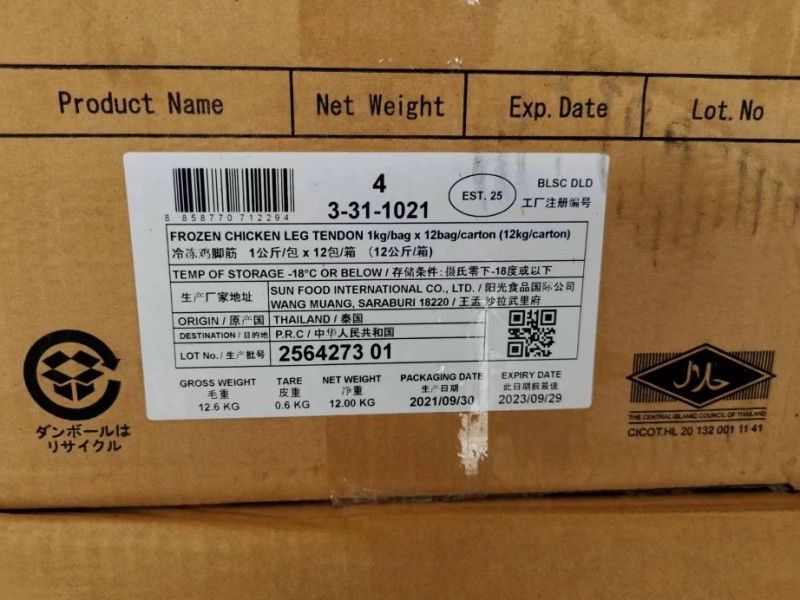 Product Name
Net Weight
Exp. Date
Lot. No
8 858770 712294
4
3-31-1021
EST. 25
BLSC DLD
工厂注册编号
FROZEN CHICKEN LEG TENDON 1kg/bag x 12bag/carton (12kg/carton)
冷冻鸡脚筋 1公斤/包 x 12包/箱 (12公斤/箱)
TEMP OF STORAGE -18°C OR BELOW / 存储条件: 摄氏零下-18度或以下
生产厂家地址
SUN FOOD INTERNATIONAL CO., LTD. / 阳光食品国际公司
WANG MUANG, SARABURI 18220 / 王孟 沙拉武里府
ORIGIN / 原产国
THAILAND / 泰国
DESTINATION / 目的地
P.R.C / 中华人民共和国
LOT No. / 生产批号
2564273 01
GROSS WEIGHT
毛重
12.6 KG
TARE
皮重
0.6 KG
NET WEIGHT
净重
12.00 KG
PACKAGING DATE
生产日期
2021/09/30
EXPIRY DATE
此日期前最佳
2023/09/29
ダンボールは
リサイクル
حلال
THE CENTRAL ISLAMIC COUNCIL OF THAILAND
CICOT.HL 20 132 001 11 41